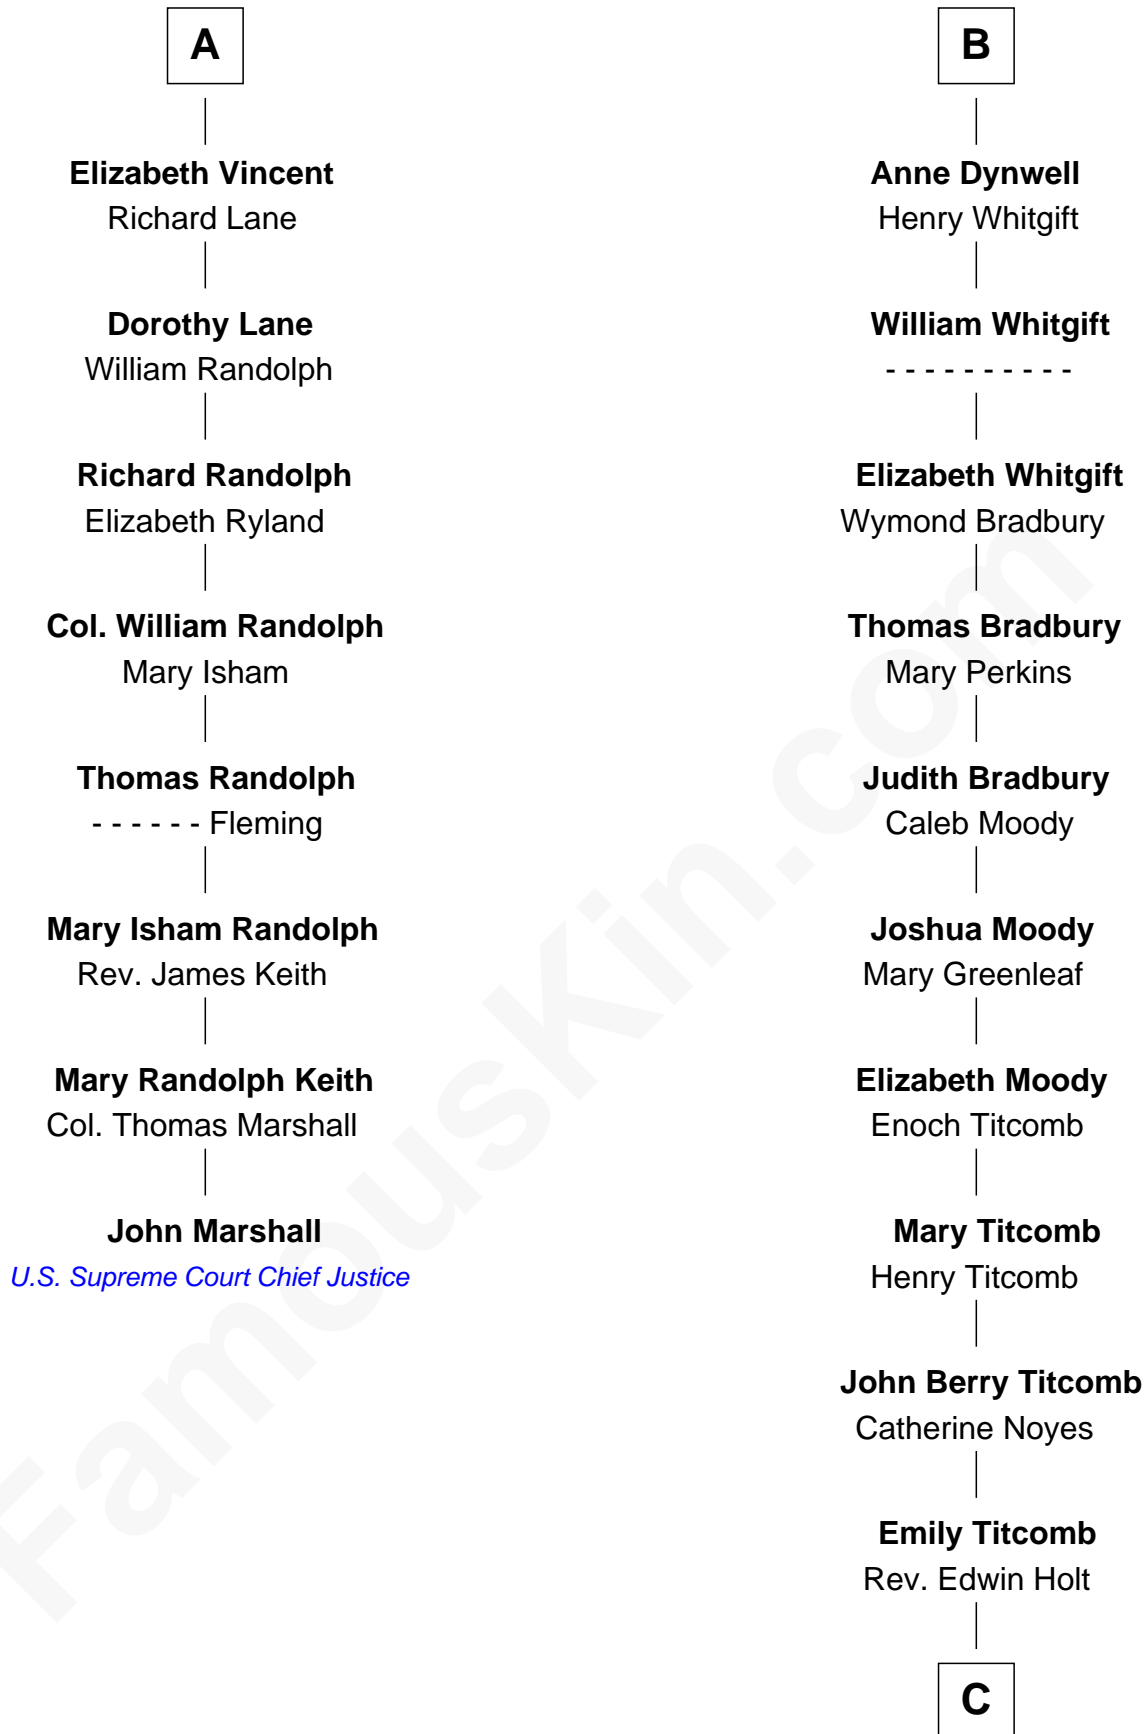 A
Elizabeth Vincent
Richard Lane
Dorothy Lane
William Randolph
Richard Randolph
Elizabeth Ryland
Col. William Randolph
Mary Isham
Thomas Randolph
- - - - - - Fleming
Mary Isham Randolph
Rev. James Keith
Mary Randolph Keith
Col. Thomas Marshall
John Marshall
U.S. Supreme Court Chief Justice
B
Anne Dynwell
Henry Whitgift
William Whitgift
- - - - - - - - - -
Elizabeth Whitgift
Wymond Bradbury
Thomas Bradbury
Mary Perkins
Judith Bradbury
Caleb Moody
Joshua Moody
Mary Greenleaf
Elizabeth Moody
Enoch Titcomb
Mary Titcomb
Henry Titcomb
John Berry Titcomb
Catherine Noyes
Emily Titcomb
Rev. Edwin Holt
C
FamousKin.com